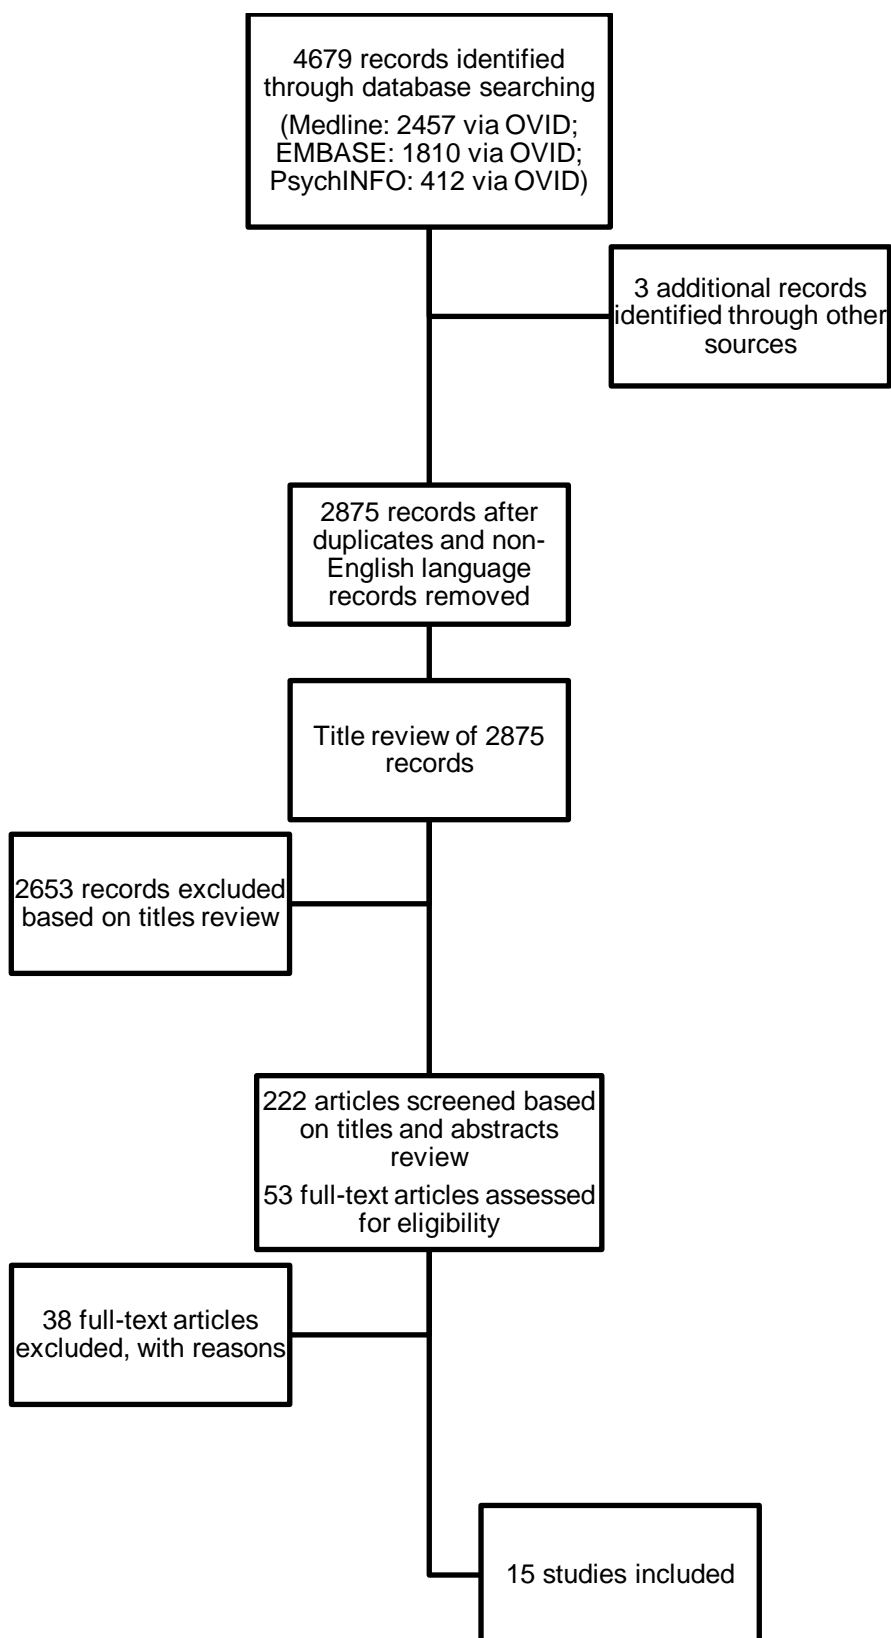 4679 records identified
through database searching
(Medline: 2457 via OVID;
EMBASE: 1810 via OVID;
PsychINFO: 412 via OVID)
3 additional records
identified through other
sources
2875 records after
duplicates and non-
English language
records removed
Title review of 2875
records
2653 records excluded
based on titles review
222 articles screened based
on titles and abstracts
review
53 full-text articles assessed
for eligibility
38 full-text articles
excluded, with reasons
15 studies included